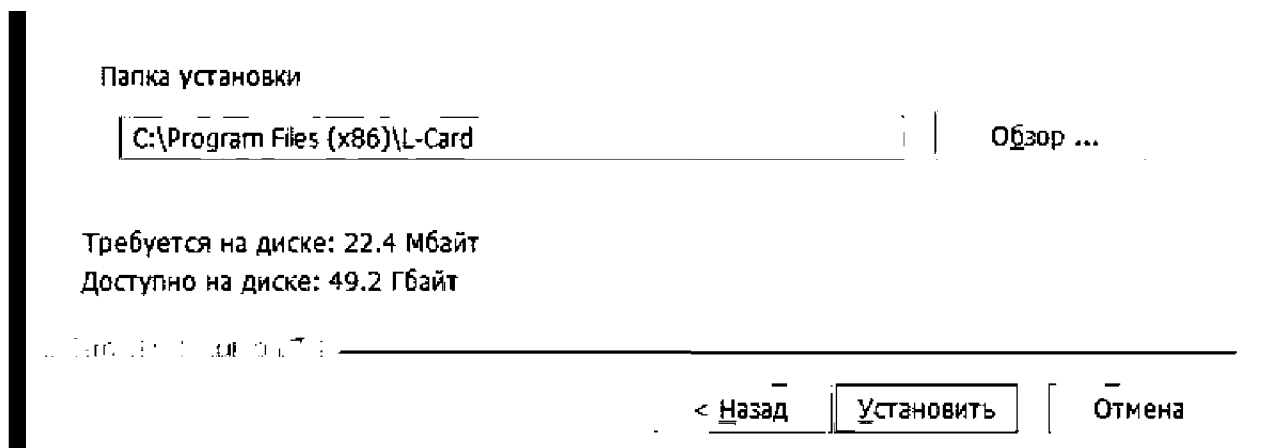 Папка установки
C:\Program Files (x86)\L-Card Обзор ...
Требуется на диске: 22.4 Мбайт
Доступно на диске: 49.2 Гбайт
< Назад Установить Отмена